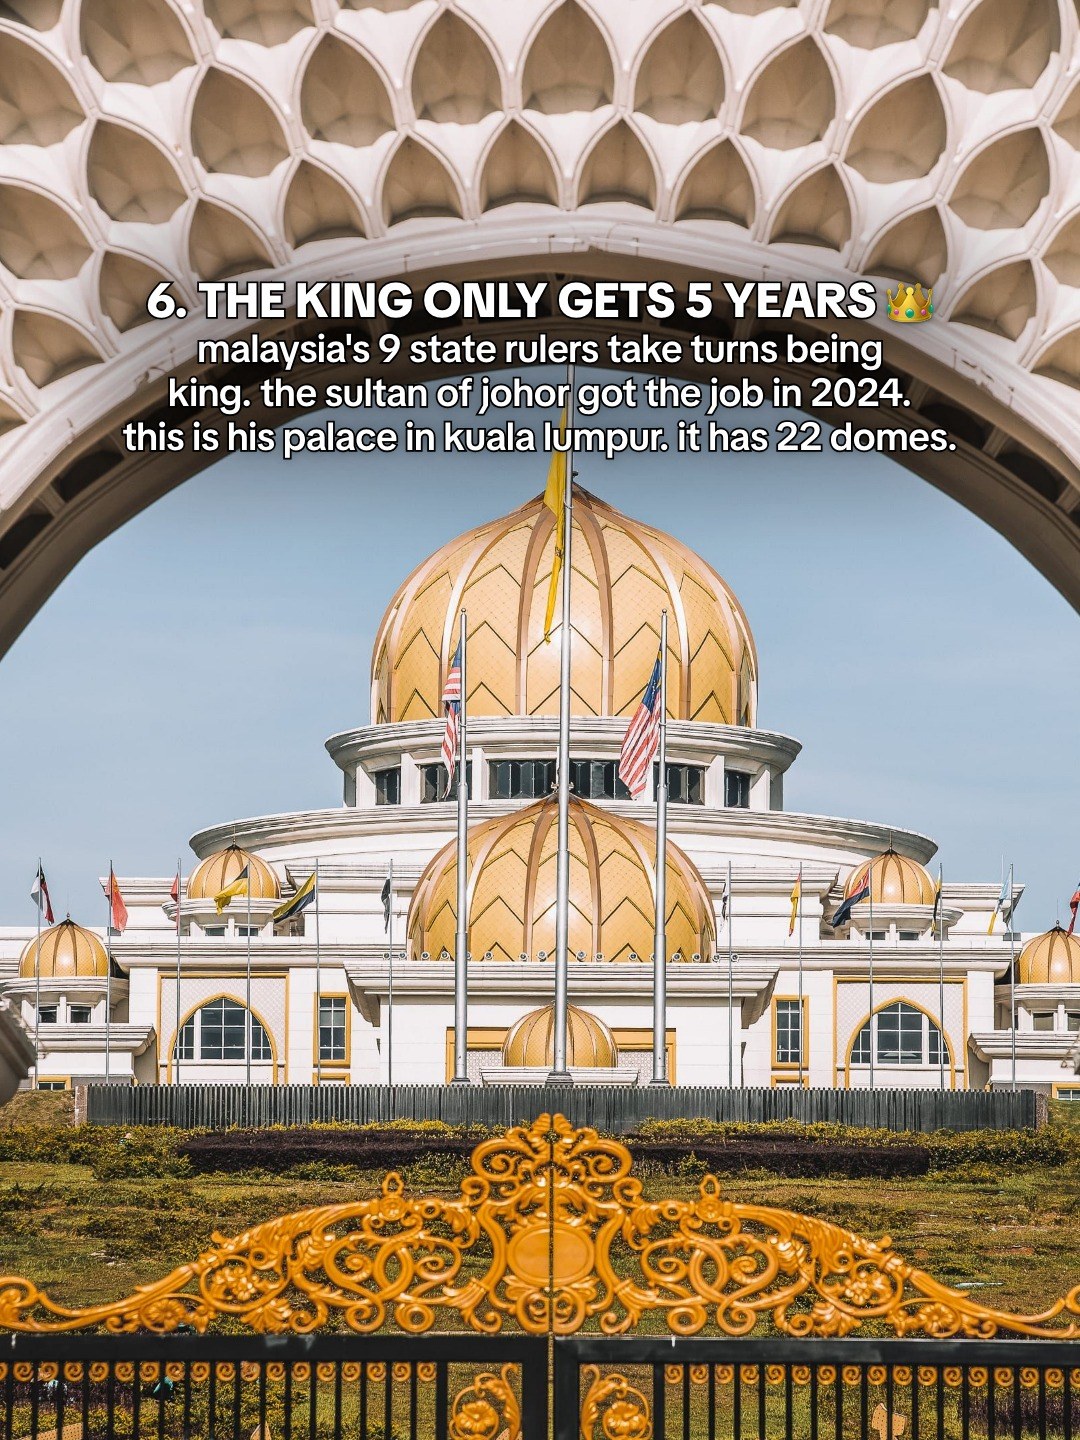 6. THE KING ONLY GETS 5 YEARS 👑
malaysia's 9 state rulers take turns being
king. the sultan of johor got the job in 2024.
this is his palace in kuala lumpur. it has 22 domes.